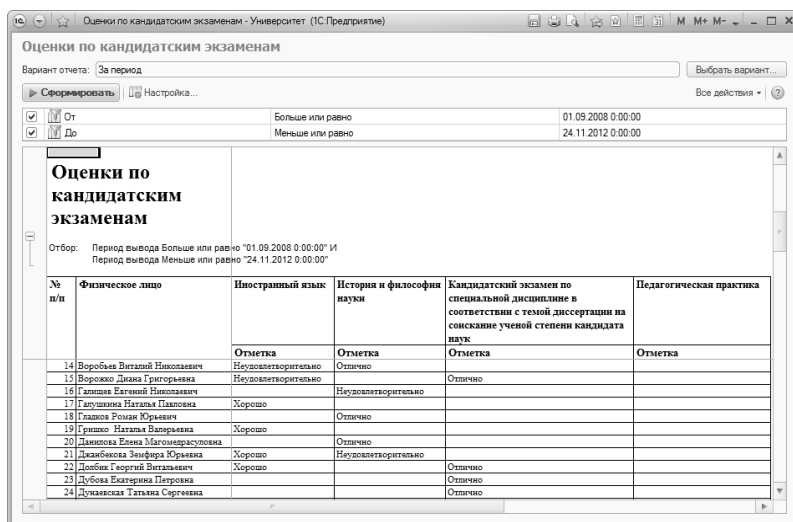 Оценки по кандидатским экзаменам - Университет (1С:Предприятие)
M M+ M-
Оценки по кандидатским экзаменам
Вариант отчета: За период Выбрать вариант...
Сформировать Настройка... Все действия
От Больше или равно 01.09.2008 0:00:00
До Меньше или равно 24.11.2012 0:00:00
Оценки по
кандидатским
экзаменам
Отбор: Период вывода Больше или равно "01.09.2008 0:00:00" И
Период вывода Меньше или равно "24.11.2012 0:00:00"
№ Физическое лицо Иностранный язык История и философия Кандидатский экзамен по Педагогическая практика
п/п науки специальной дисциплине в
соответствии с темой диссертации на
соискание ученой степени кандидата
наук
Отметка Отметка Отметка Отметка
14 Воробьев Виталий Николаевич Неудовлетворительно Отлично
15 Ворожко Диана Григорьевна Неудовлетворительно Отлично
16 Галищев Евгений Николаевич Неудовлетворительно
17 Галушкина Наталья Павловна Хорошо
18 Гладков Роман Юрьевич Отлично
19 Гришко Наталья Валерьевна Хорошо
20 Данилова Елена Магомедрасуловна Отлично
21 Джанбекова Земфира Юрьевна Хорошо Неудовлетворительно
22 Долбик Георгий Витальевич Хорошо Отлично
23 Дубова Екатерина Петровна Отлично
24 Дунаевская Татьяна Сергеевна Отлично